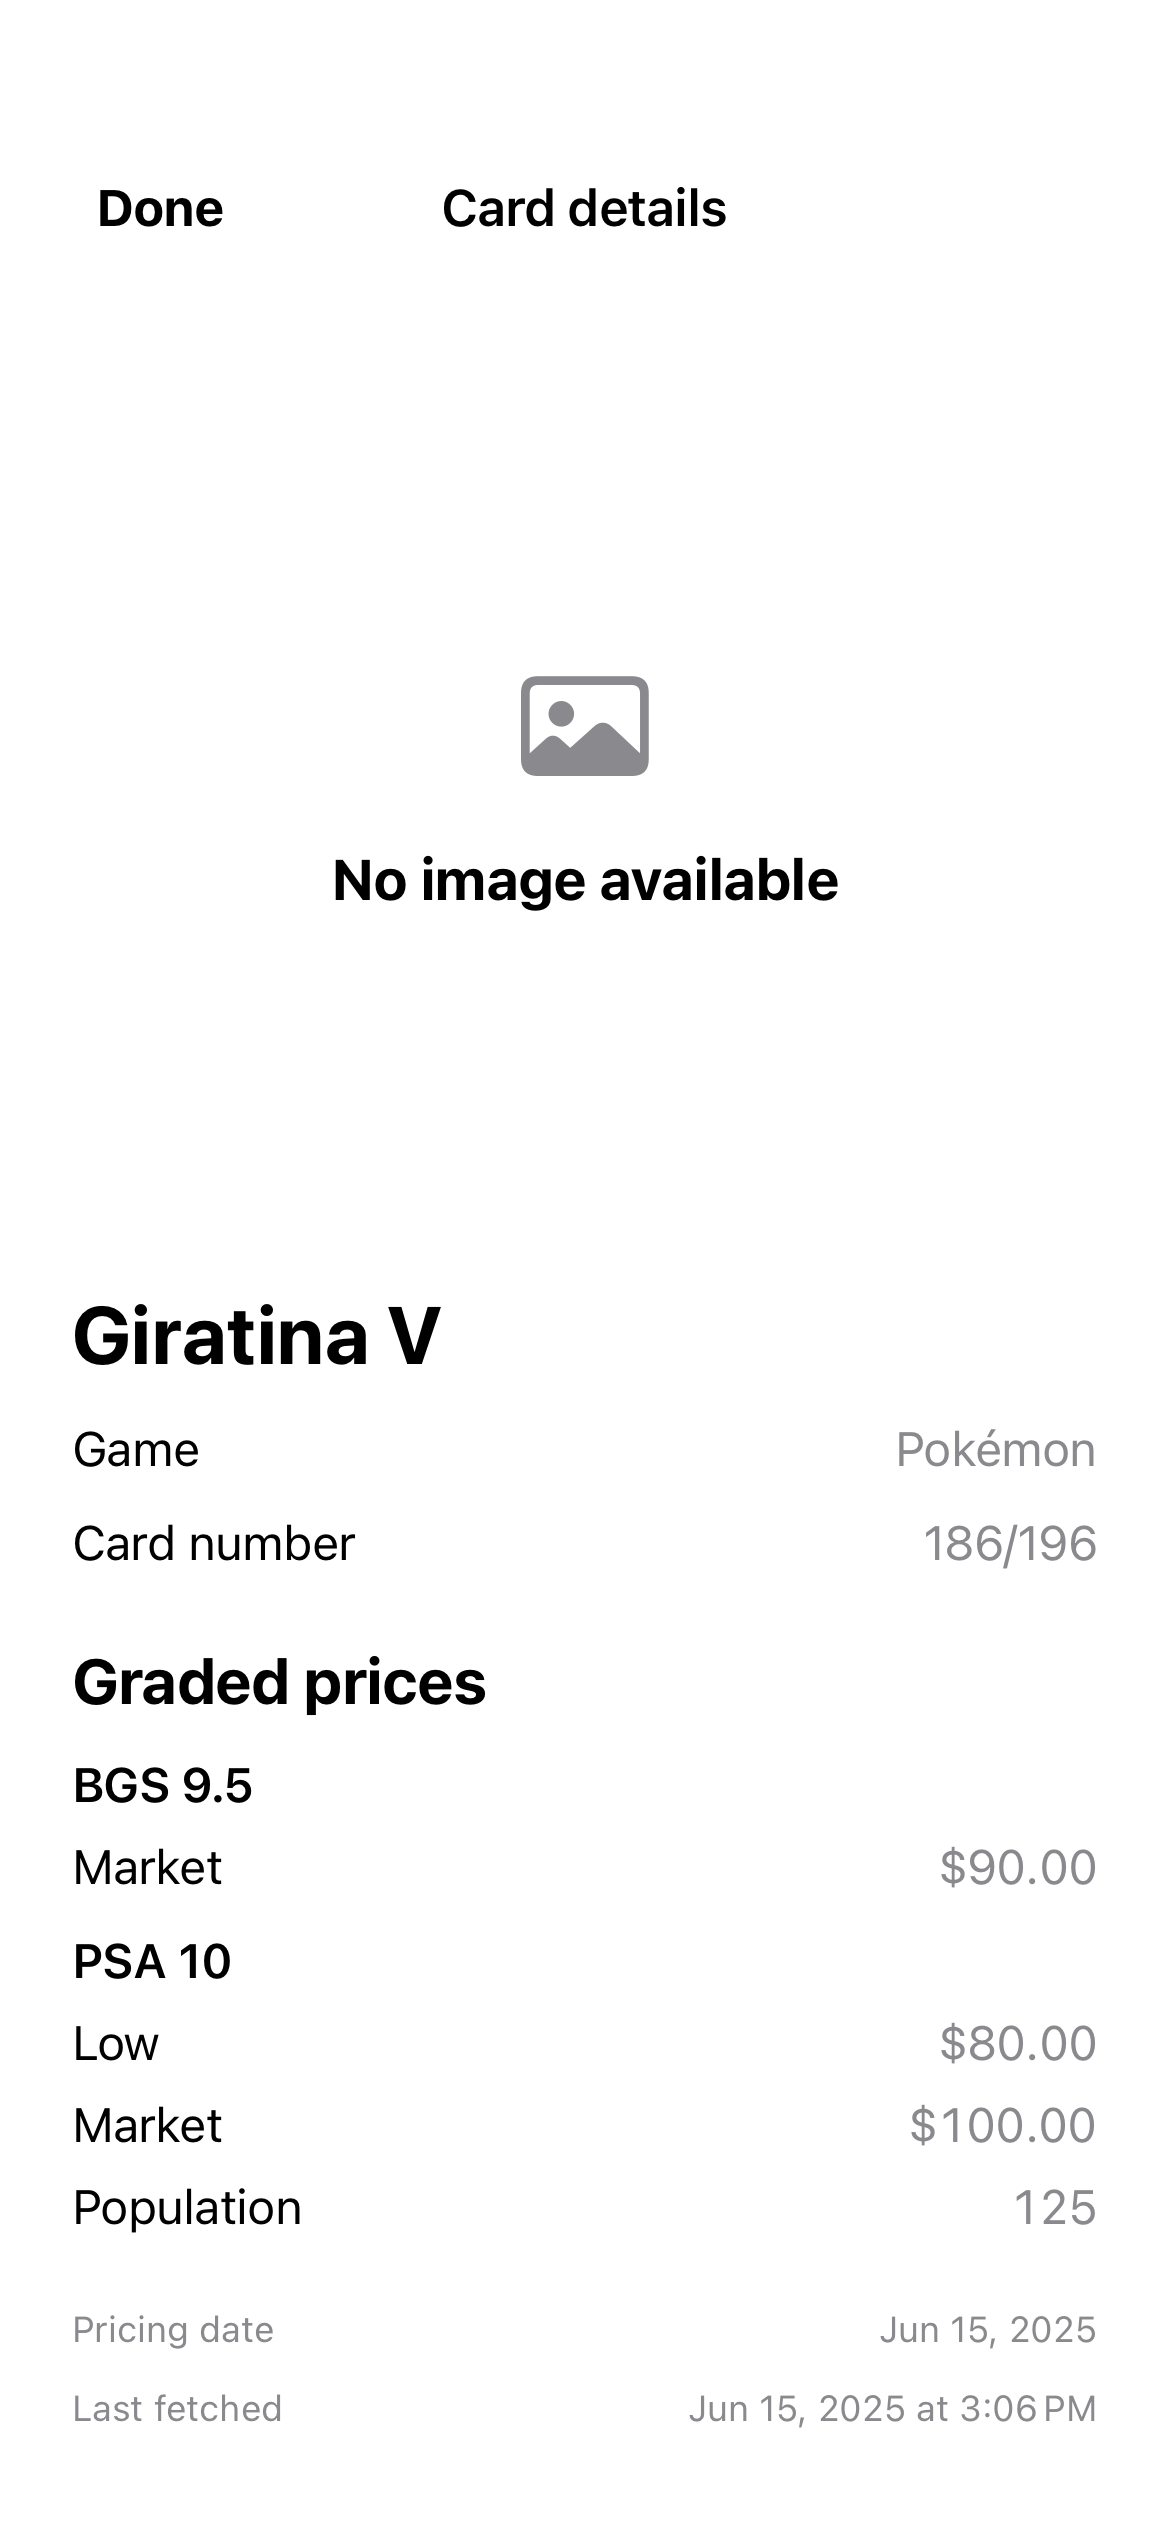 Done
Card details
No image available
Giratina V
Game Pokémon
Card number 186/196
Graded prices
BGS 9.5
Market $90.00
PSA 10
Low $80.00
Market $100.00
Population 125
Pricing date Jun 15, 2025
Last fetched Jun 15, 2025 at 3:06 PM